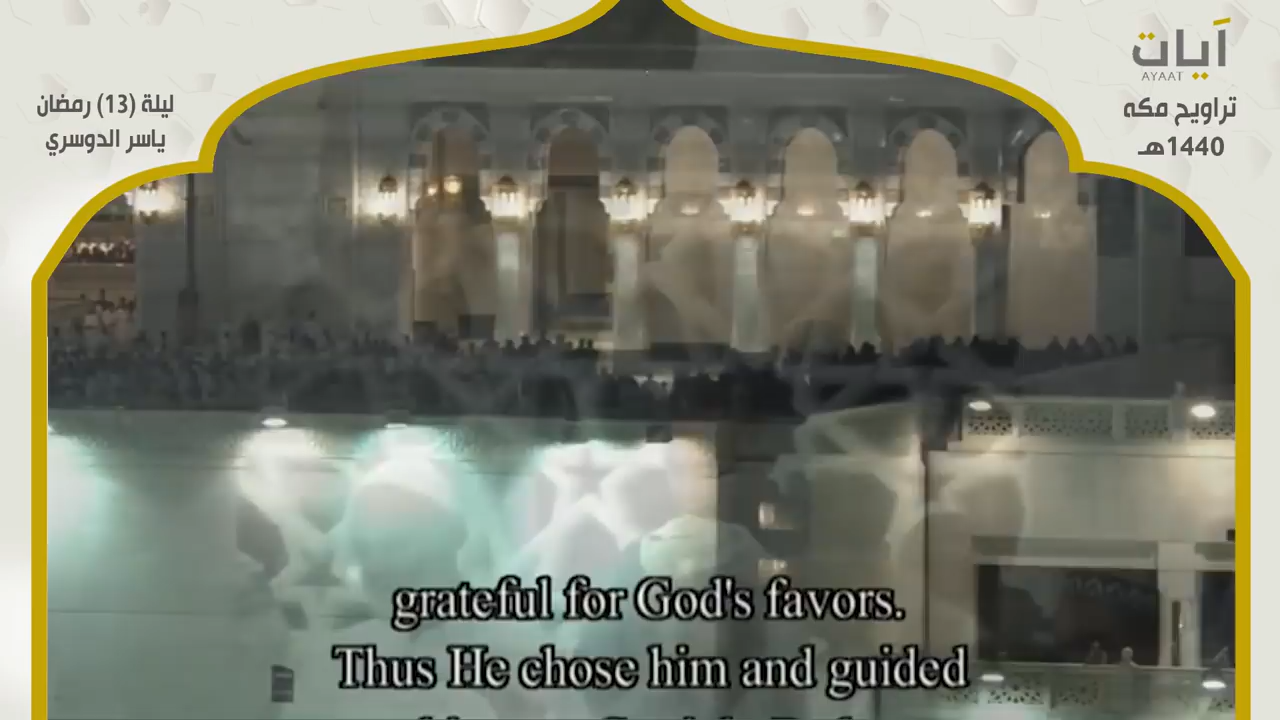 آيات
AYAAT
تراويح مكه
1440هـ
ليلة (13) رمضان
ياسر الدوسري
grateful for God's favors.
Thus He chose him and guided